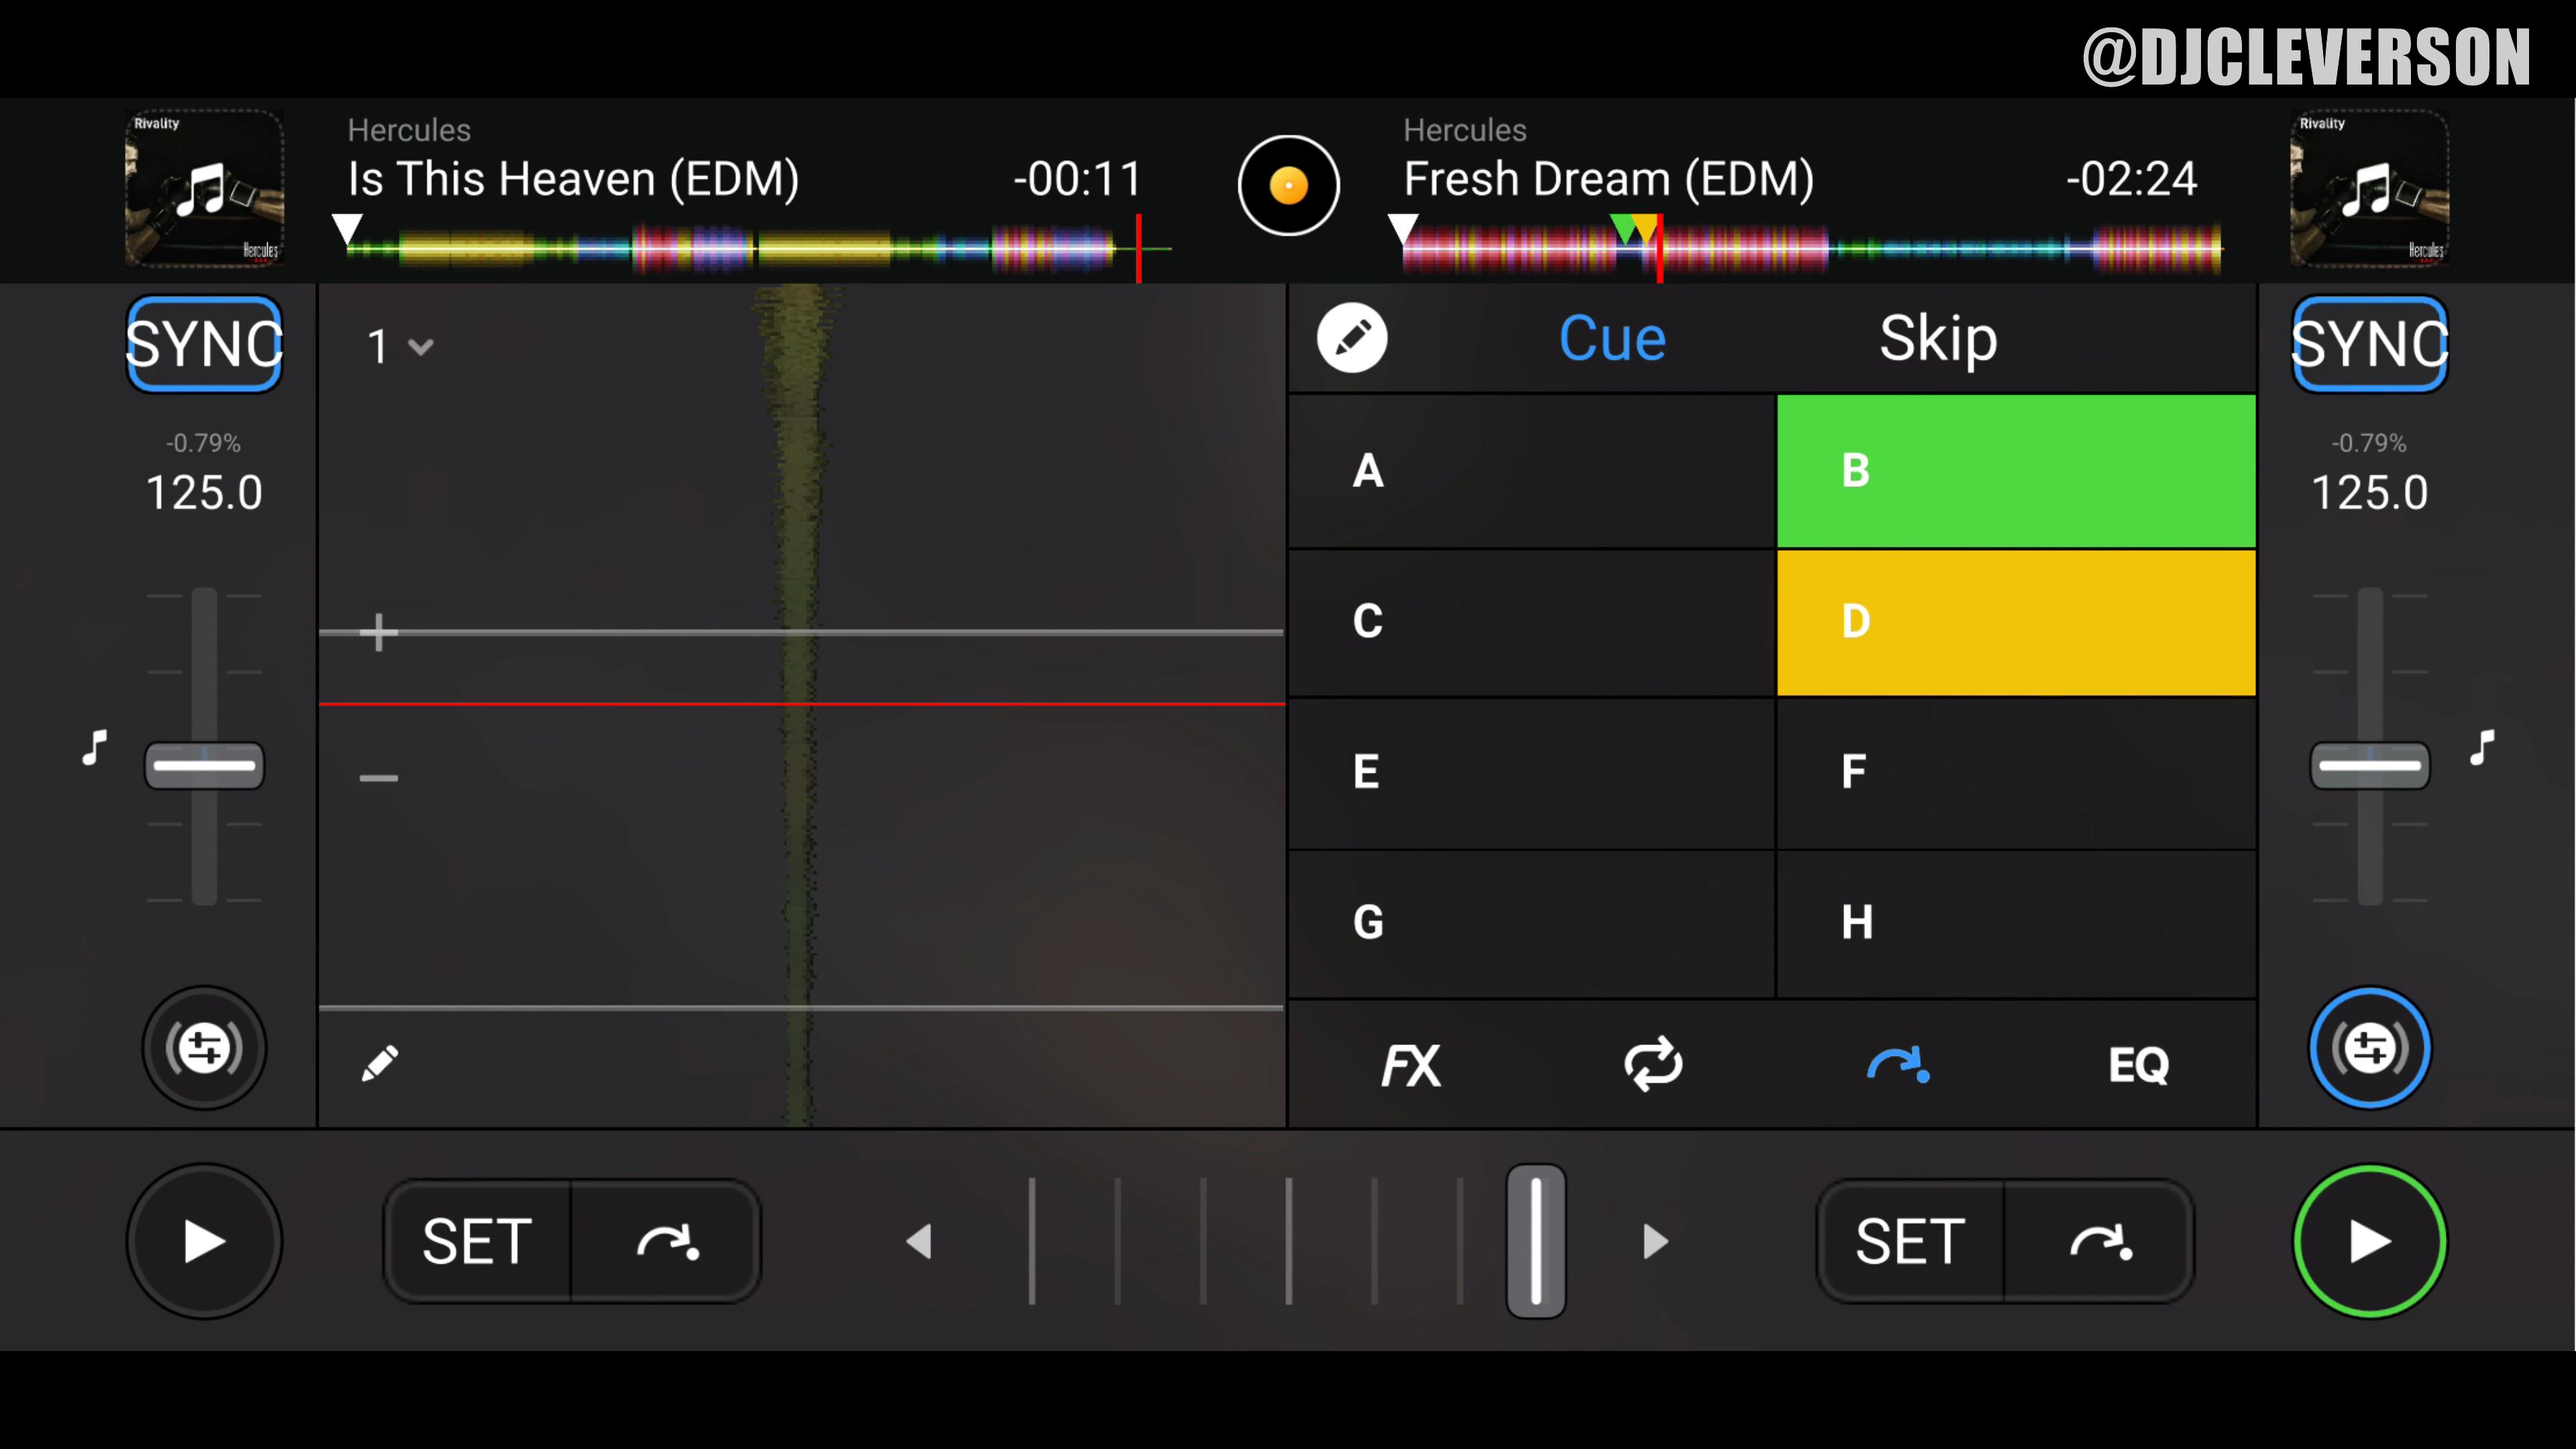 @DJCLEVERSON
Rivality
Hercules
Hercules
Is This Heaven (EDM)
-00:11
Hercules
Fresh Dream (EDM)
-02:24
Rivality
Hercules
SYNC
-0.79%
125.0
1
Cue
Skip
A
B
C
D
E
F
G
H
FX
EQ
SYNC
-0.79%
125.0
SET
SET